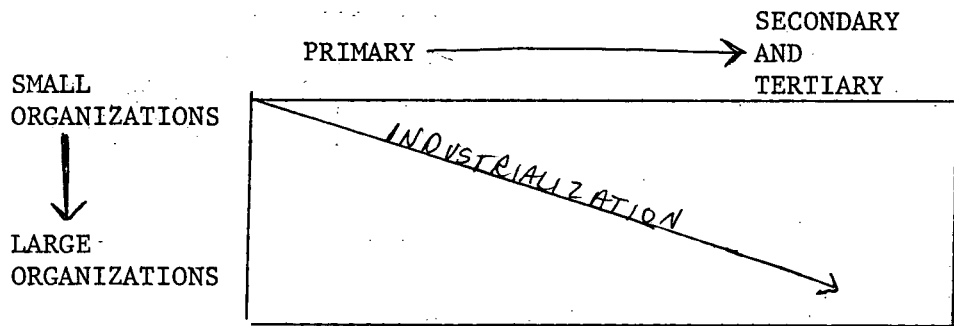 SECONDARY
PRIMARY AND
TERTIARY
SMALL
ORGANIZATIONS
INDUSTRIALIZATION
LARGE
ORGANIZATIONS